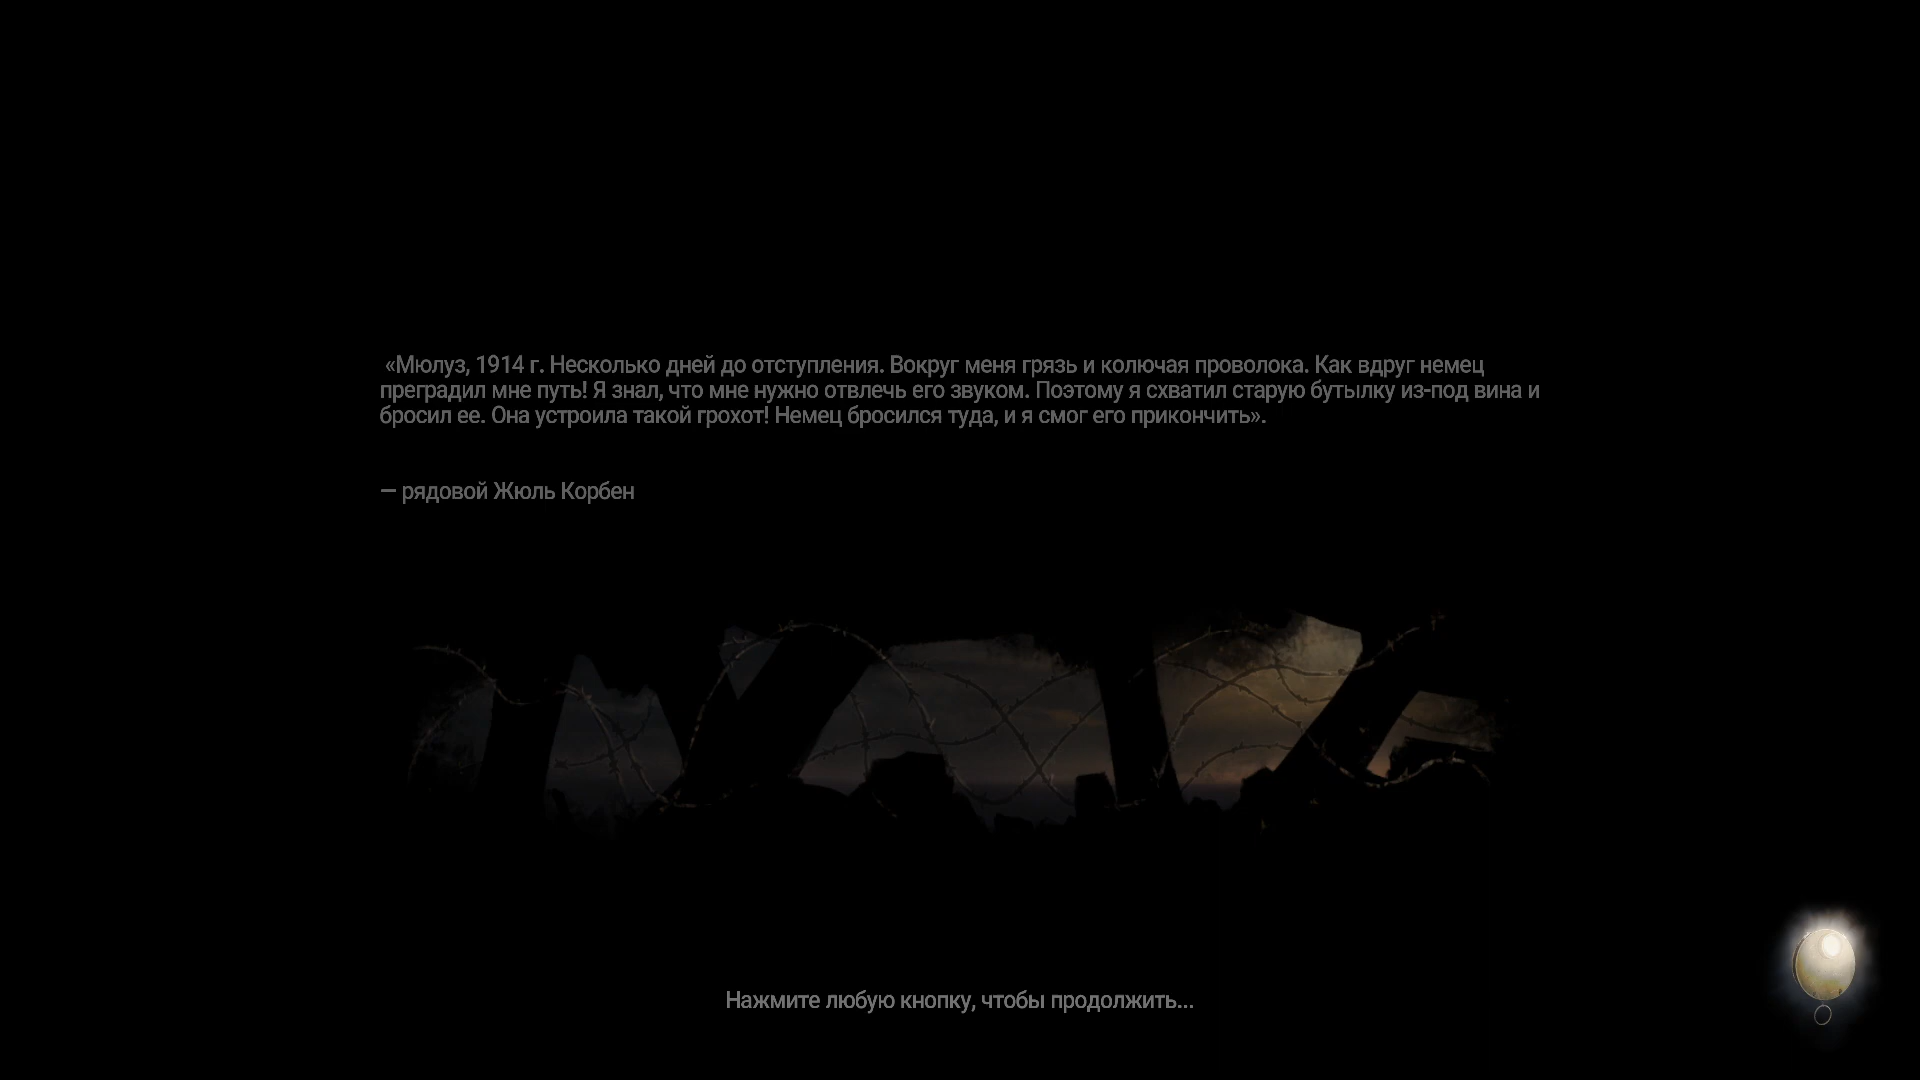 «Мюлуз, 1914 г. Несколько дней до отступления. Вокруг меня грязь и колючая проволока. Как вдруг немец
преградил мне путь! Я знал, что мне нужно отвлечь его звуком. Поэтому я схватил старую бутылку из-под вина и
бросил ее. Она устроила такой грохот! Немец бросился туда, и я смог его прикончить».
— рядовой Жюль Корбен
Нажмите любую кнопку, чтобы продолжить...